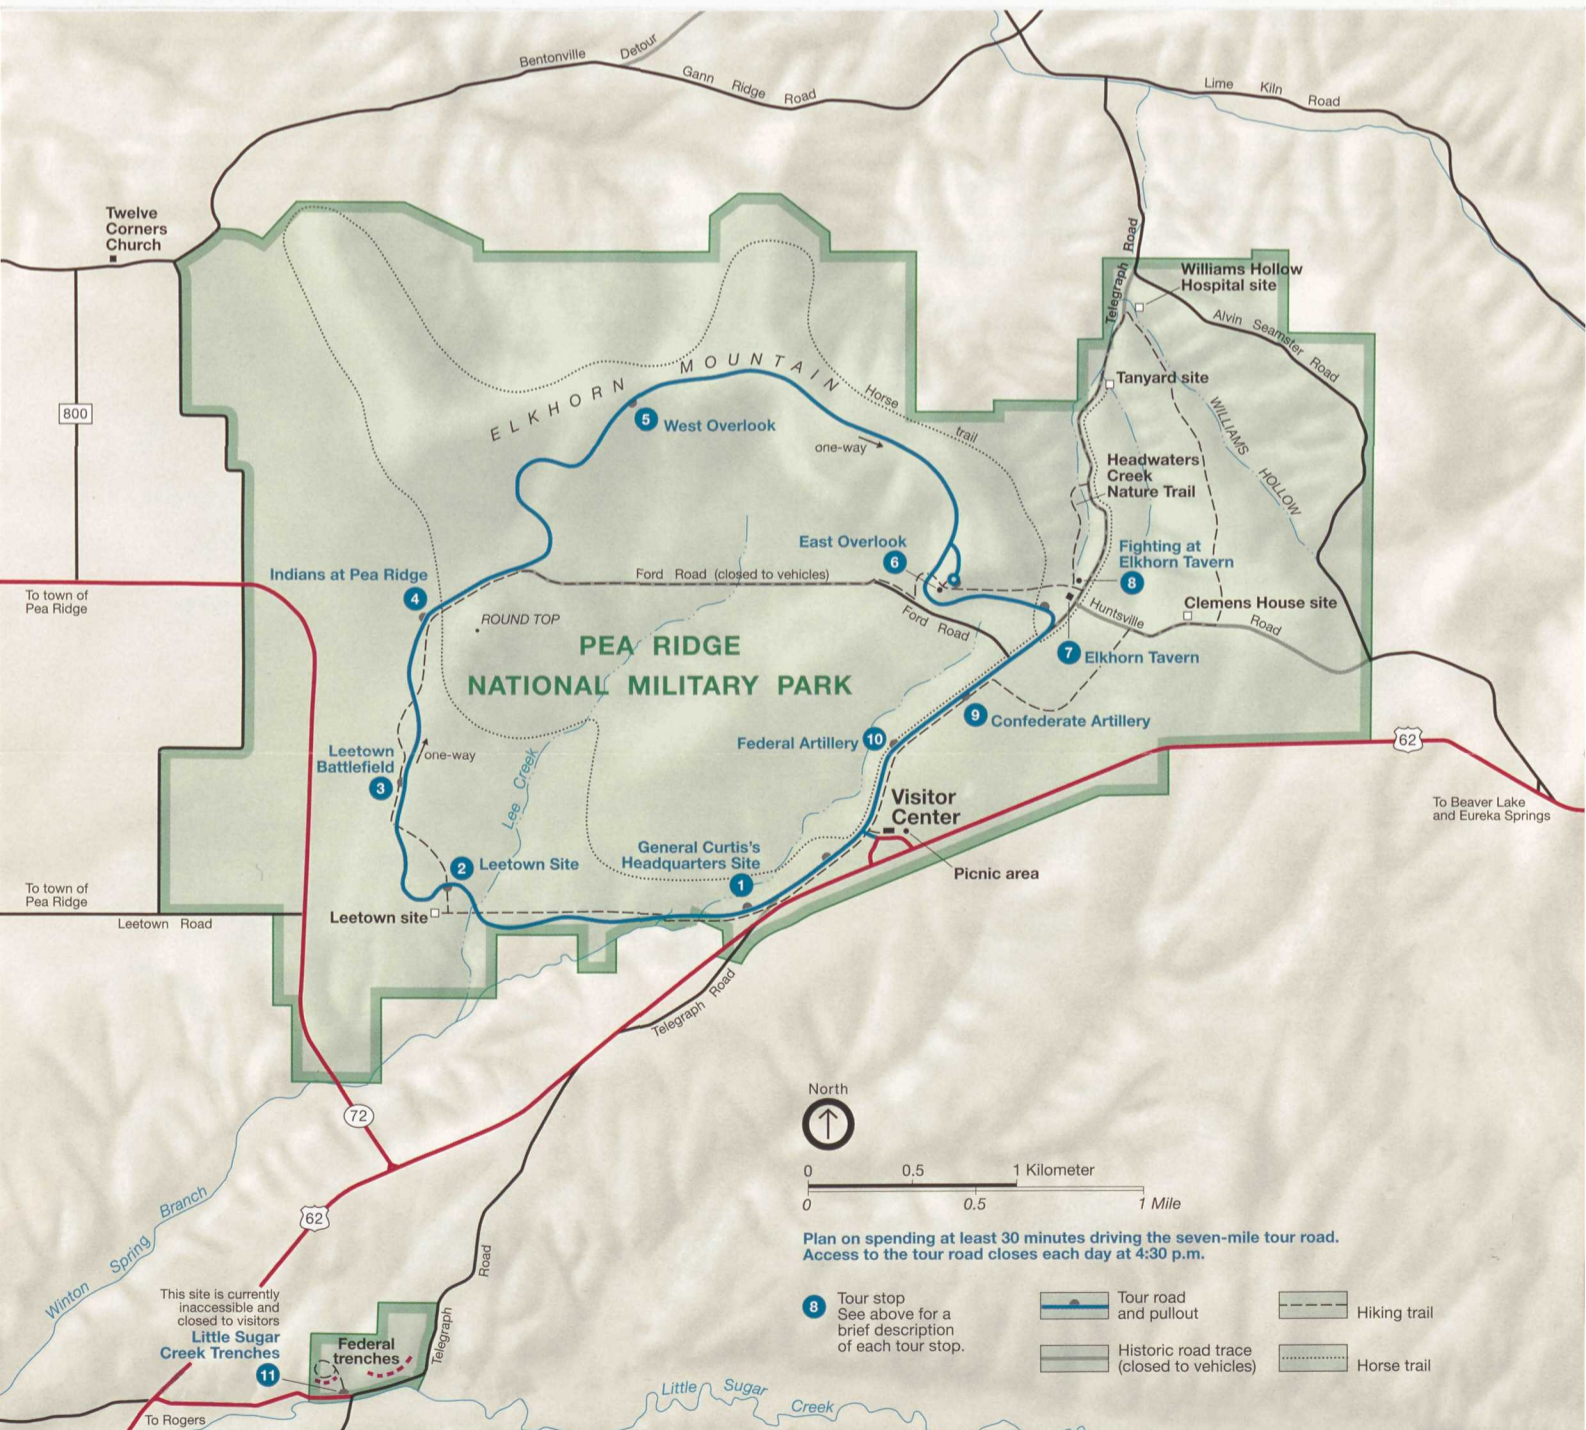 Bentonville Detour
Gann Ridge Road
Lime Kiln Road
Twelve
Corners
Church
Telegraph Road
Williams Hollow
Hospital site
Alvin Seamster Road
ELKHORN MOUNTAIN
Horse trail
Tanyard site
WILLIAMS HOLLOW
800
5 West Overlook
one-way
Headwaters
Creek
Nature Trail
East Overlook
6
Fighting at
Elkhorn Tavern
8
Indians at Pea Ridge
4
Ford Road (closed to vehicles)
To town of
Pea Ridge
ROUND TOP
Ford Road
Huntsville Road
Clemens House site
PEA RIDGE
NATIONAL MILITARY PARK
7 Elkhorn Tavern
9 Confederate Artillery
Federal Artillery 10
62
Leetown
Battlefield
3
one-way
Lee Creek
Visitor
Center
To Beaver Lake
and Eureka Springs
General Curtis's
Headquarters Site
1
2 Leetown Site
Picnic area
To town of
Pea Ridge
Leetown site
Leetown Road
Telegraph Road
North
72
0 0.5 1 Kilometer
0 0.5 1 Mile
62
Winton Spring Branch
Plan on spending at least 30 minutes driving the seven-mile tour road.
Access to the tour road closes each day at 4:30 p.m.
Telegraph Road
This site is currently
inaccessible and
closed to visitors
Little Sugar
Creek Trenches
11
Federal
trenches
8
Tour stop
See above for a
brief description
of each tour stop.
Tour road
and pullout
Hiking trail
Historic road trace
(closed to vehicles)
Horse trail
Little Sugar Creek
To Rogers